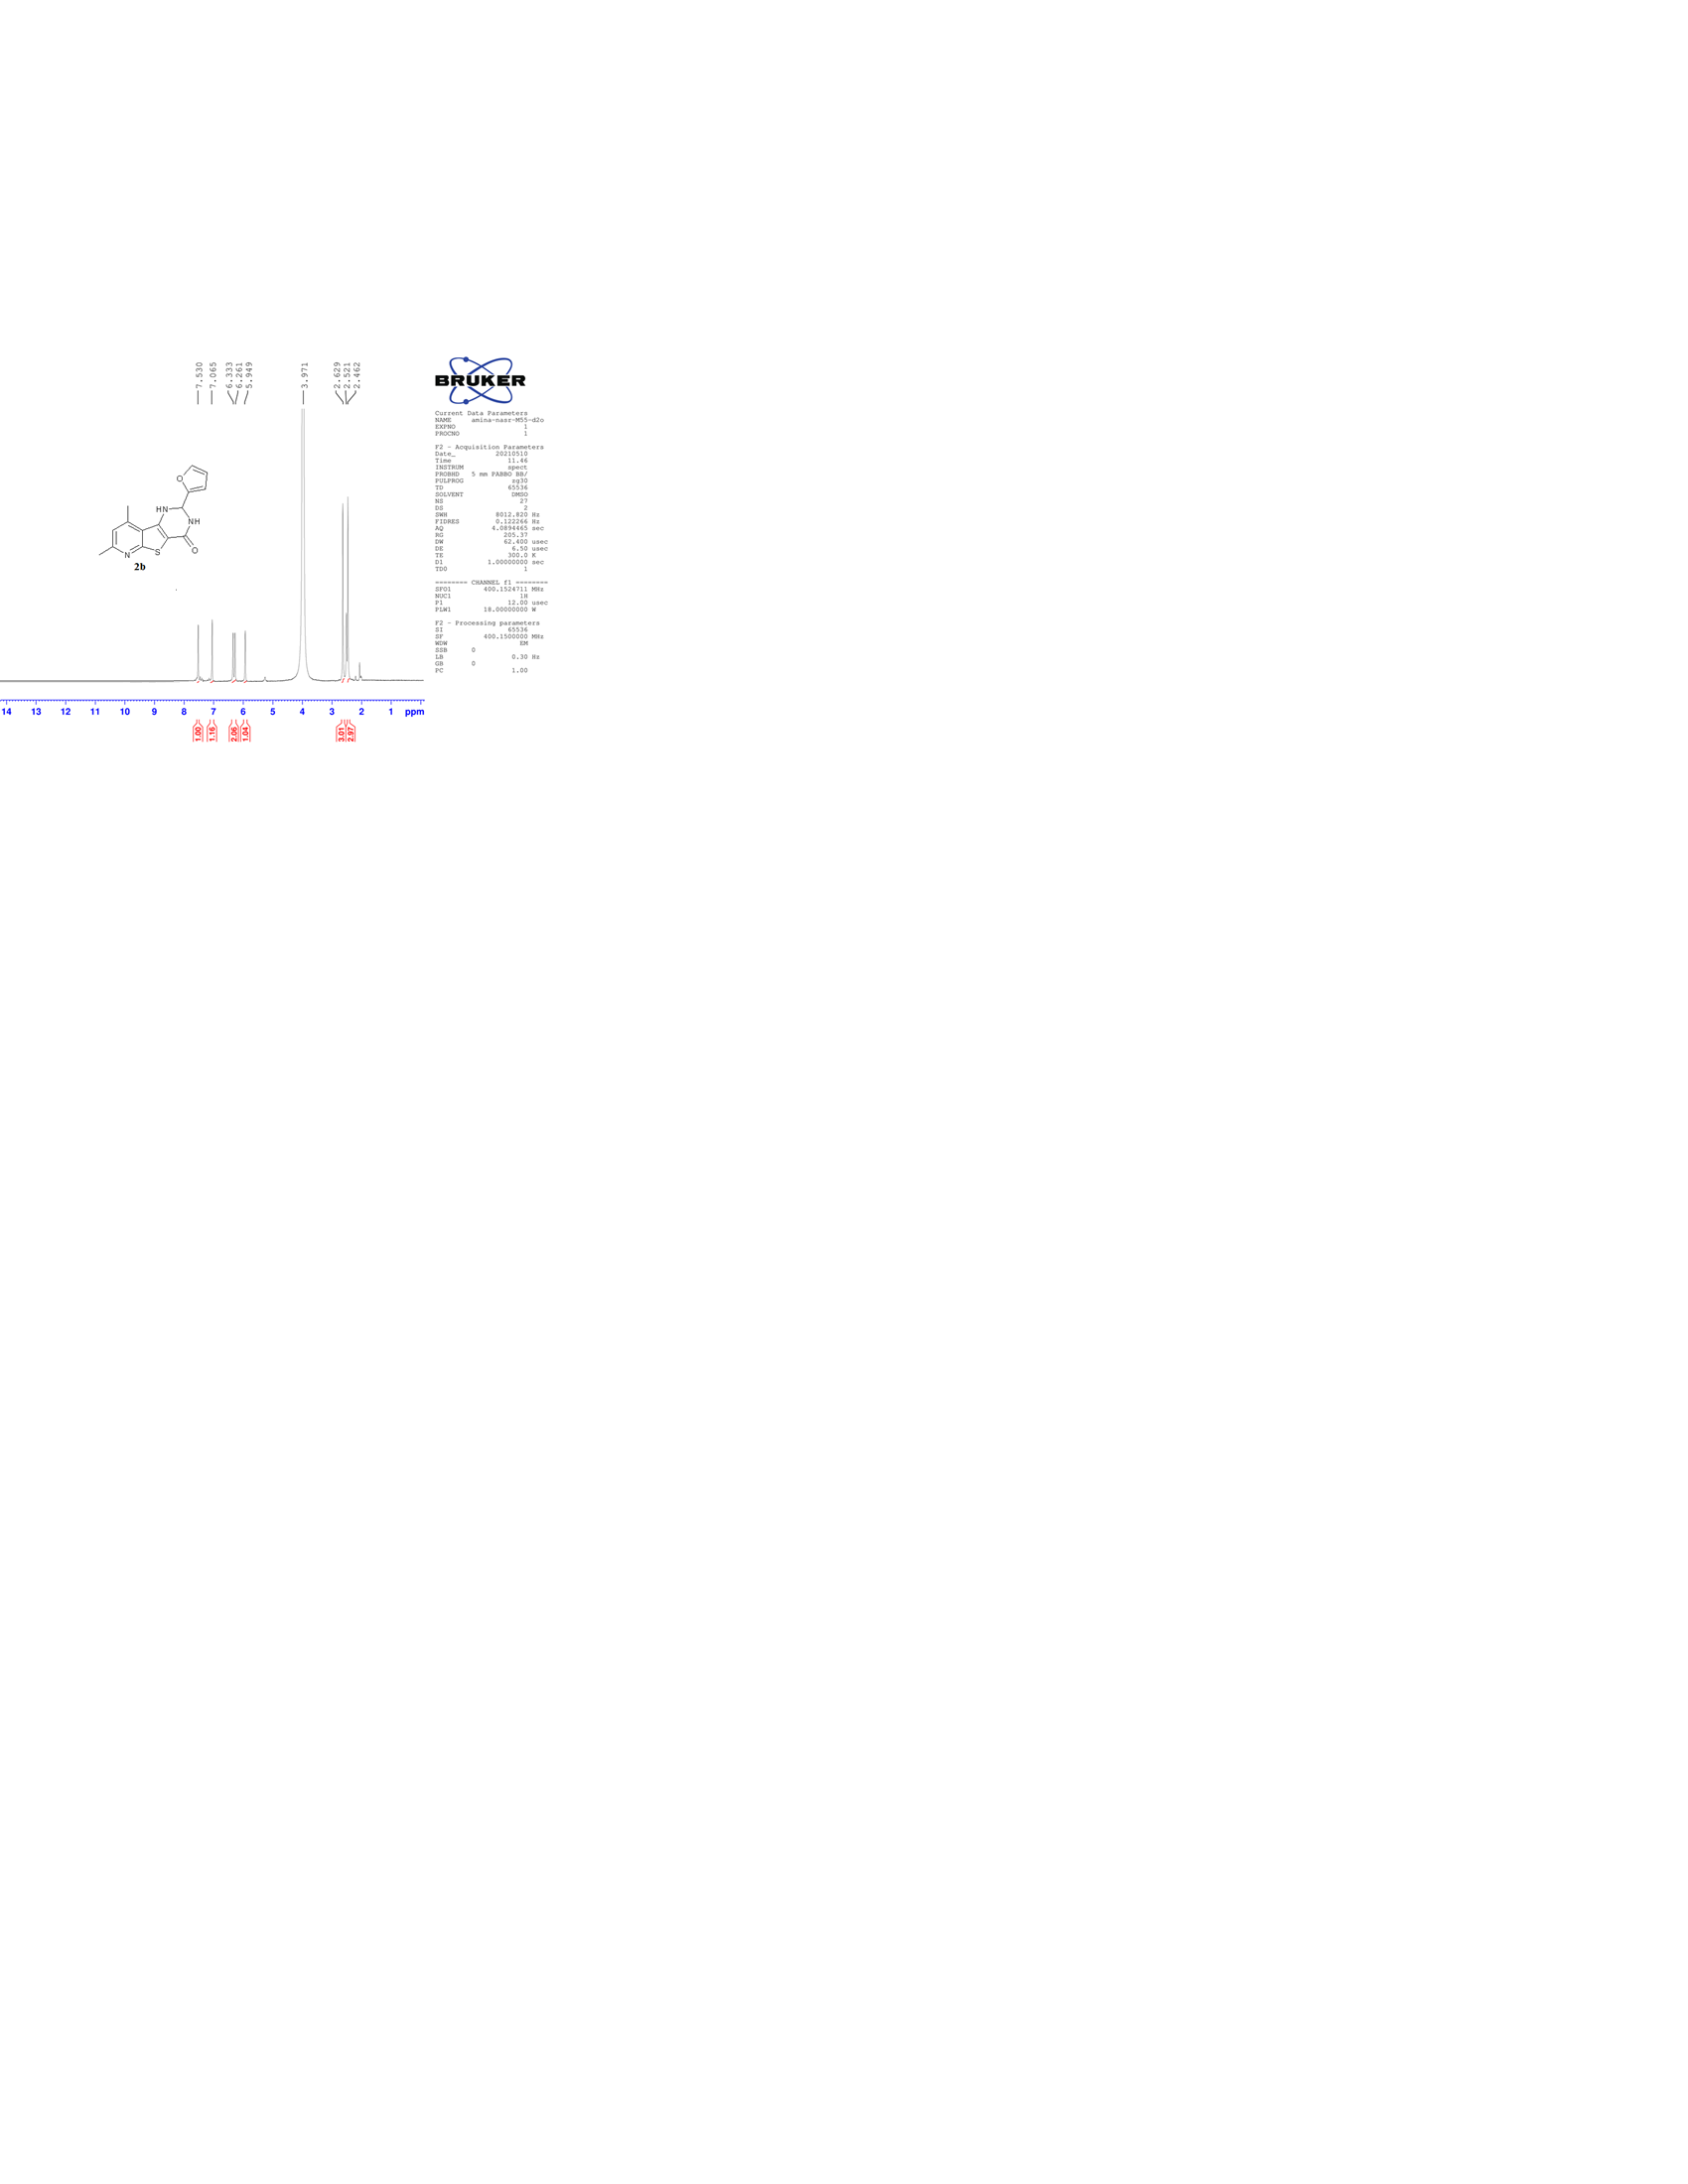 7.530
7.065
6.333
6.261
5.949
3.971
2.629
2.521
2.462
BRUKER
Current Data Parameters
NAME amina-nasr-M55-d2o
EXPNO 1
PROCNO 1
F2 - Acquisition Parameters
Date_ 20210510
Time 11.46
INSTRUM spect
PROBHD 5 mm PABBO BB/
PULPROG zg30
TD 65536
SOLVENT DMSO
NS 27
DS 2
SWH 8012.820 Hz
FIDRES 0.122266 Hz
AQ 4.0894465 sec
RG 205.37
DW 62.400 usec
DE 6.50 usec
TE 300.0 K
D1 1.00000000 sec
TD0 1
======== CHANNEL f1 ========
SFO1 400.1524711 MHz
NUC1 1H
P1 12.00 usec
PLW1 18.00000000 W
F2 - Processing parameters
SI 65536
SF 400.1500000 MHz
WDW EM
SSB 0
LB 0.30 Hz
GB 0
PC 1.00
O
HN
NH
N
S
O
2b
14 13 12 11 10 9 8 7 6 5 4 3 2 1 ppm
1.00
1.16
2.06
1.04
3.01
2.97